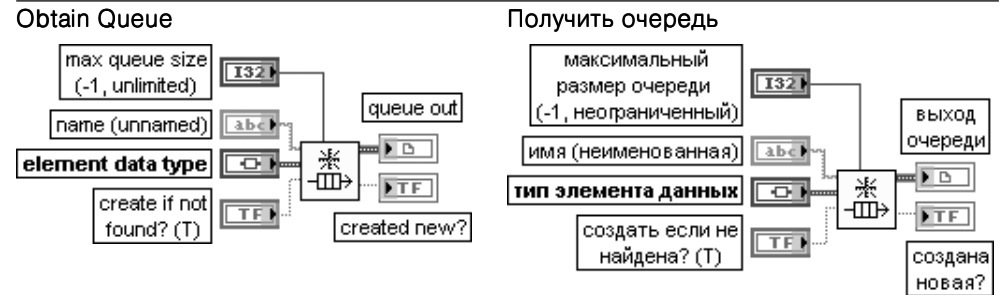 Obtain Queue
max queue size
(-1, unlimited)
I32
name (unnamed)
abc
element data type
create if not
found? (T)
TF
queue out
TF
created new?
Получить очередь
максимальный
размер очереди
(-1, неограниченный)
I32
имя (неименованная)
abc
тип элемента данных
создать если не
найдена? (T)
TF
выход
очереди
TF
создана
новая?